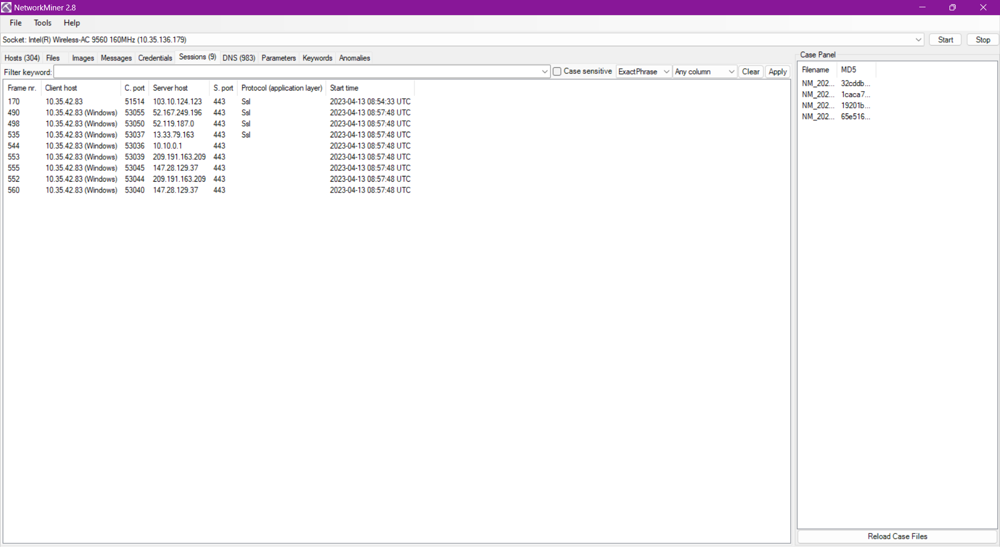 NetworkMiner 2.8
File Tools Help
Socket: Intel(R) Wireless-AC 9560 160MHz (10.35.136.179) Start Stop
Hosts (304) Files Images Messages Credentials Sessions (9) DNS (983) Parameters Keywords Anomalies
Filter keyword: Case sensitive ExactPhrase Any column Clear Apply
Frame nr. Client host C. port Server host S. port Protocol (application layer) Start time
170 10.35.42.83 51514 103.10.124.123 443 Ssl 2023-04-13 08:54:33 UTC
490 10.35.42.83 (Windows) 53055 52.167.249.196 443 Ssl 2023-04-13 08:57:48 UTC
498 10.35.42.83 (Windows) 53050 52.119.187.0 443 Ssl 2023-04-13 08:57:48 UTC
535 10.35.42.83 (Windows) 53037 13.33.79.163 443 Ssl 2023-04-13 08:57:48 UTC
544 10.35.42.83 (Windows) 53036 10.10.0.1 443 2023-04-13 08:57:48 UTC
553 10.35.42.83 (Windows) 53039 209.191.163.209 443 2023-04-13 08:57:48 UTC
555 10.35.42.83 (Windows) 53045 147.28.129.37 443 2023-04-13 08:57:48 UTC
552 10.35.42.83 (Windows) 53044 209.191.163.209 443 2023-04-13 08:57:48 UTC
560 10.35.42.83 (Windows) 53040 147.28.129.37 443 2023-04-13 08:57:48 UTC
Case Panel
Filename MD5
NM_202... 32cddb...
NM_202... 1caca7...
NM_202... 19201b...
NM_202... 65e516...
Reload Case Files